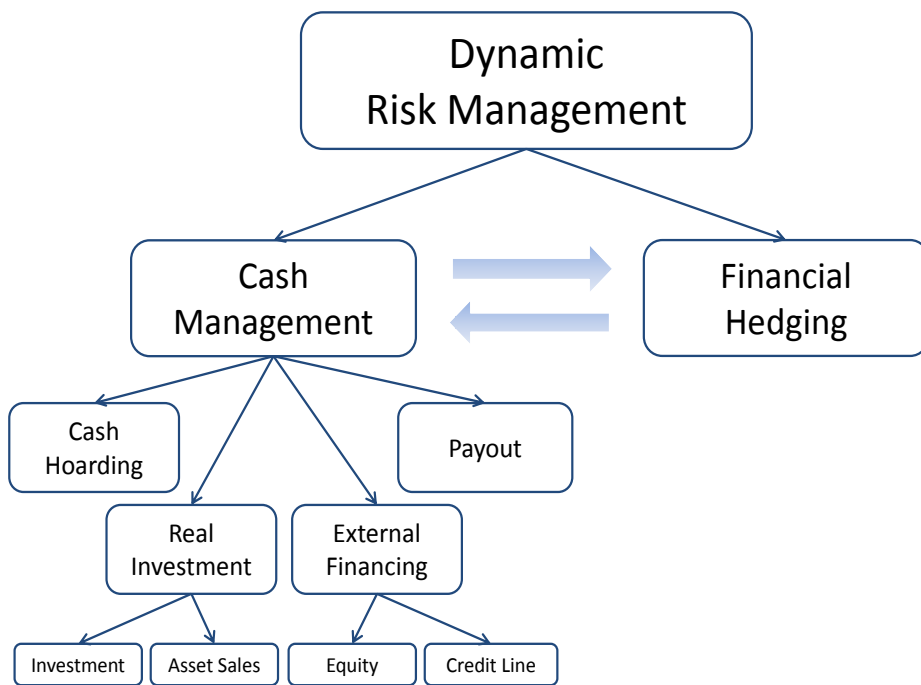 Dynamic
Risk Management
Cash
Management
Financial
Hedging
Cash
Hoarding
Payout
Real
Investment
External
Financing
Investment
Asset Sales
Equity
Credit Line